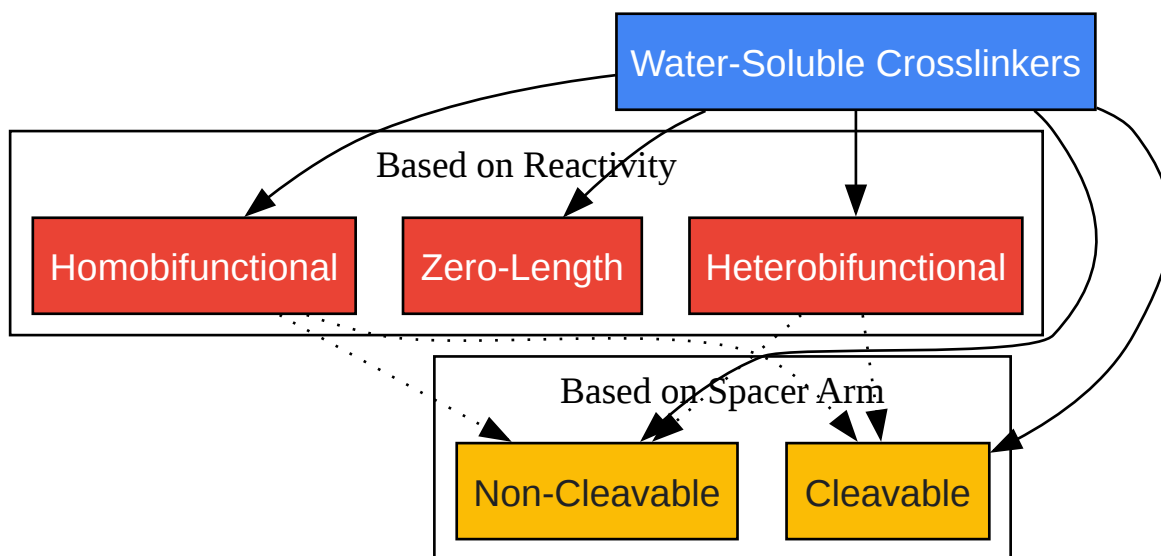 Water-Soluble Crosslinkers
Based on Reactivity
Homobifunctional
Zero-Length
Heterobifunctional
Based on Spacer Arm
Non-Cleavable
Cleavable